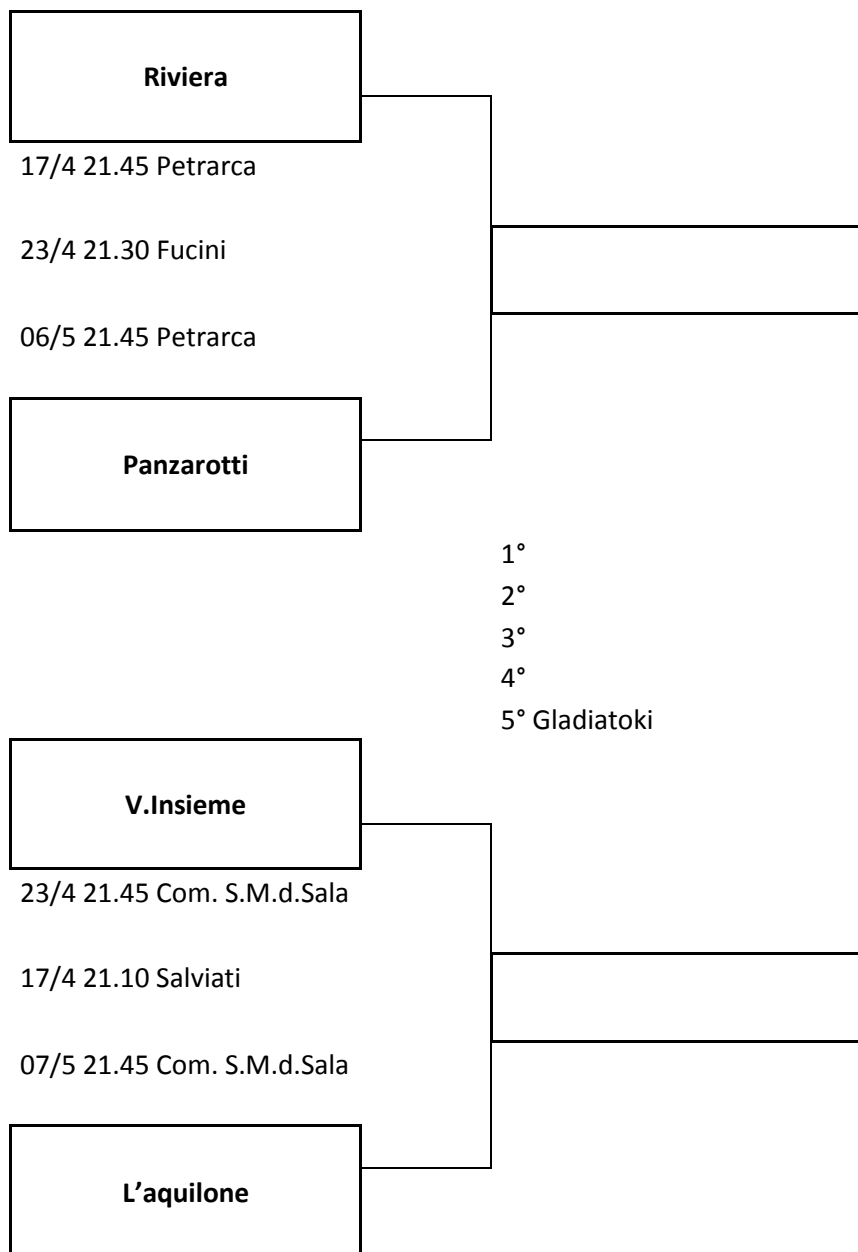 Riviera
17/4 21.45 Petrarca
23/4 21.30 Fucini
06/5 21.45 Petrarca
Panzarotti
1°
2°
3°
4°
5° Gladiatoki
V.Insieme
23/4 21.45 Com. S.M.d.Sala
17/4 21.10 Salviati
07/5 21.45 Com. S.M.d.Sala
L’aquilone